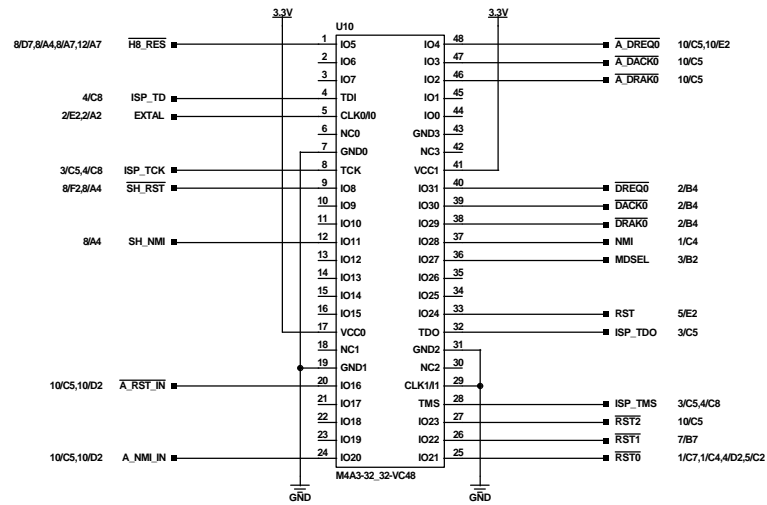 3.3V 3.3V
U10
8/D7,8/A4,8/A7,12/A7 H8_RES 1 IO5 IO4 48 A_DREQ0 10/C5,10/E2
2 IO6 IO3 47 A_DACK0 10/C5
3 IO7 IO2 46 A_DRAK0 10/C5
4/C8 ISP_TD 4 TDI IO1 45
2/E2,2/A2 EXTAL 5 CLK0/I0 IO0 44
6 NC0 GND3 43
7 GND0 NC3 42
3/C5,4/C8 ISP_TCK 8 TCK VCC1 41
8/F2,8/A4 SH_RST 9 IO8 IO31 40 DREQ0 2/B4
10 IO9 IO30 39 DACK0 2/B4
11 IO10 IO29 38 DRAK0 2/B4
8/A4 SH_NMI 12 IO11 IO28 37 NMI 1/C4
13 IO12 IO27 36 MDSEL 3/B2
14 IO13 IO26 35
15 IO14 IO25 34
16 IO15 IO24 33 RST 5/E2
17 VCC0 TDO 32 ISP_TDO 3/C5
18 NC1 GND2 31
19 GND1 NC2 30
10/C5,10/D2 A_RST_IN 20 IO16 CLK1/I1 29
21 IO17 TMS 28 ISP_TMS 3/C5,4/C8
22 IO18 IO23 27 RST2 10/C5
23 IO19 IO22 26 RST1 7/B7
10/C5,10/D2 A_NMI_IN 24 IO20 IO21 25 RST0 1/C7,1/C4,4/D2,5/C2
M4A3-32_32-VC48
GND GND